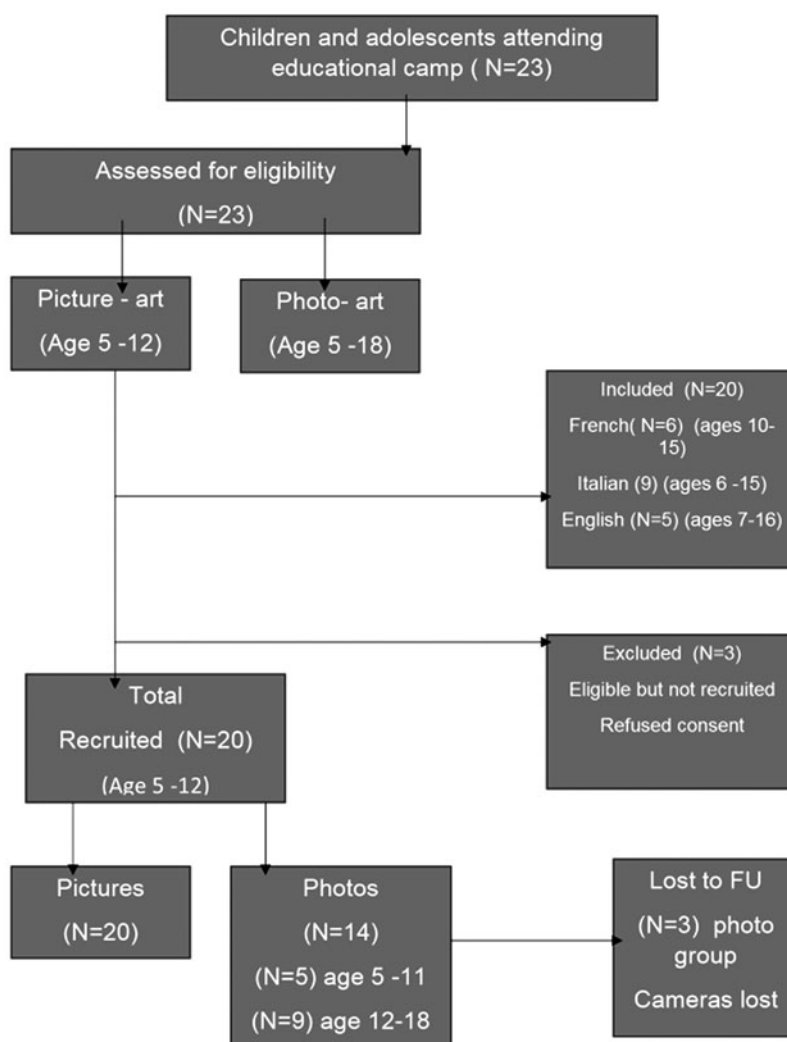 Children and adolescents attending
educational camp ( N=23)
Assessed for eligibility
(N=23)
Picture - art
(Age 5 -12)
Photo- art
(Age 5 -18)
Included (N=20)
French( N=6) (ages 10-
15)
Italian (9) (ages 6 -15)
English (N=5) (ages 7-16)
Excluded (N=3)
Eligible but not recruited
Refused consent
Total
Recruited (N=20)
(Age 5 -12)
Pictures
(N=20)
Photos
(N=14)
(N=5) age 5 -11
(N=9) age 12-18
Lost to FU
(N=3) photo
group
Cameras lost